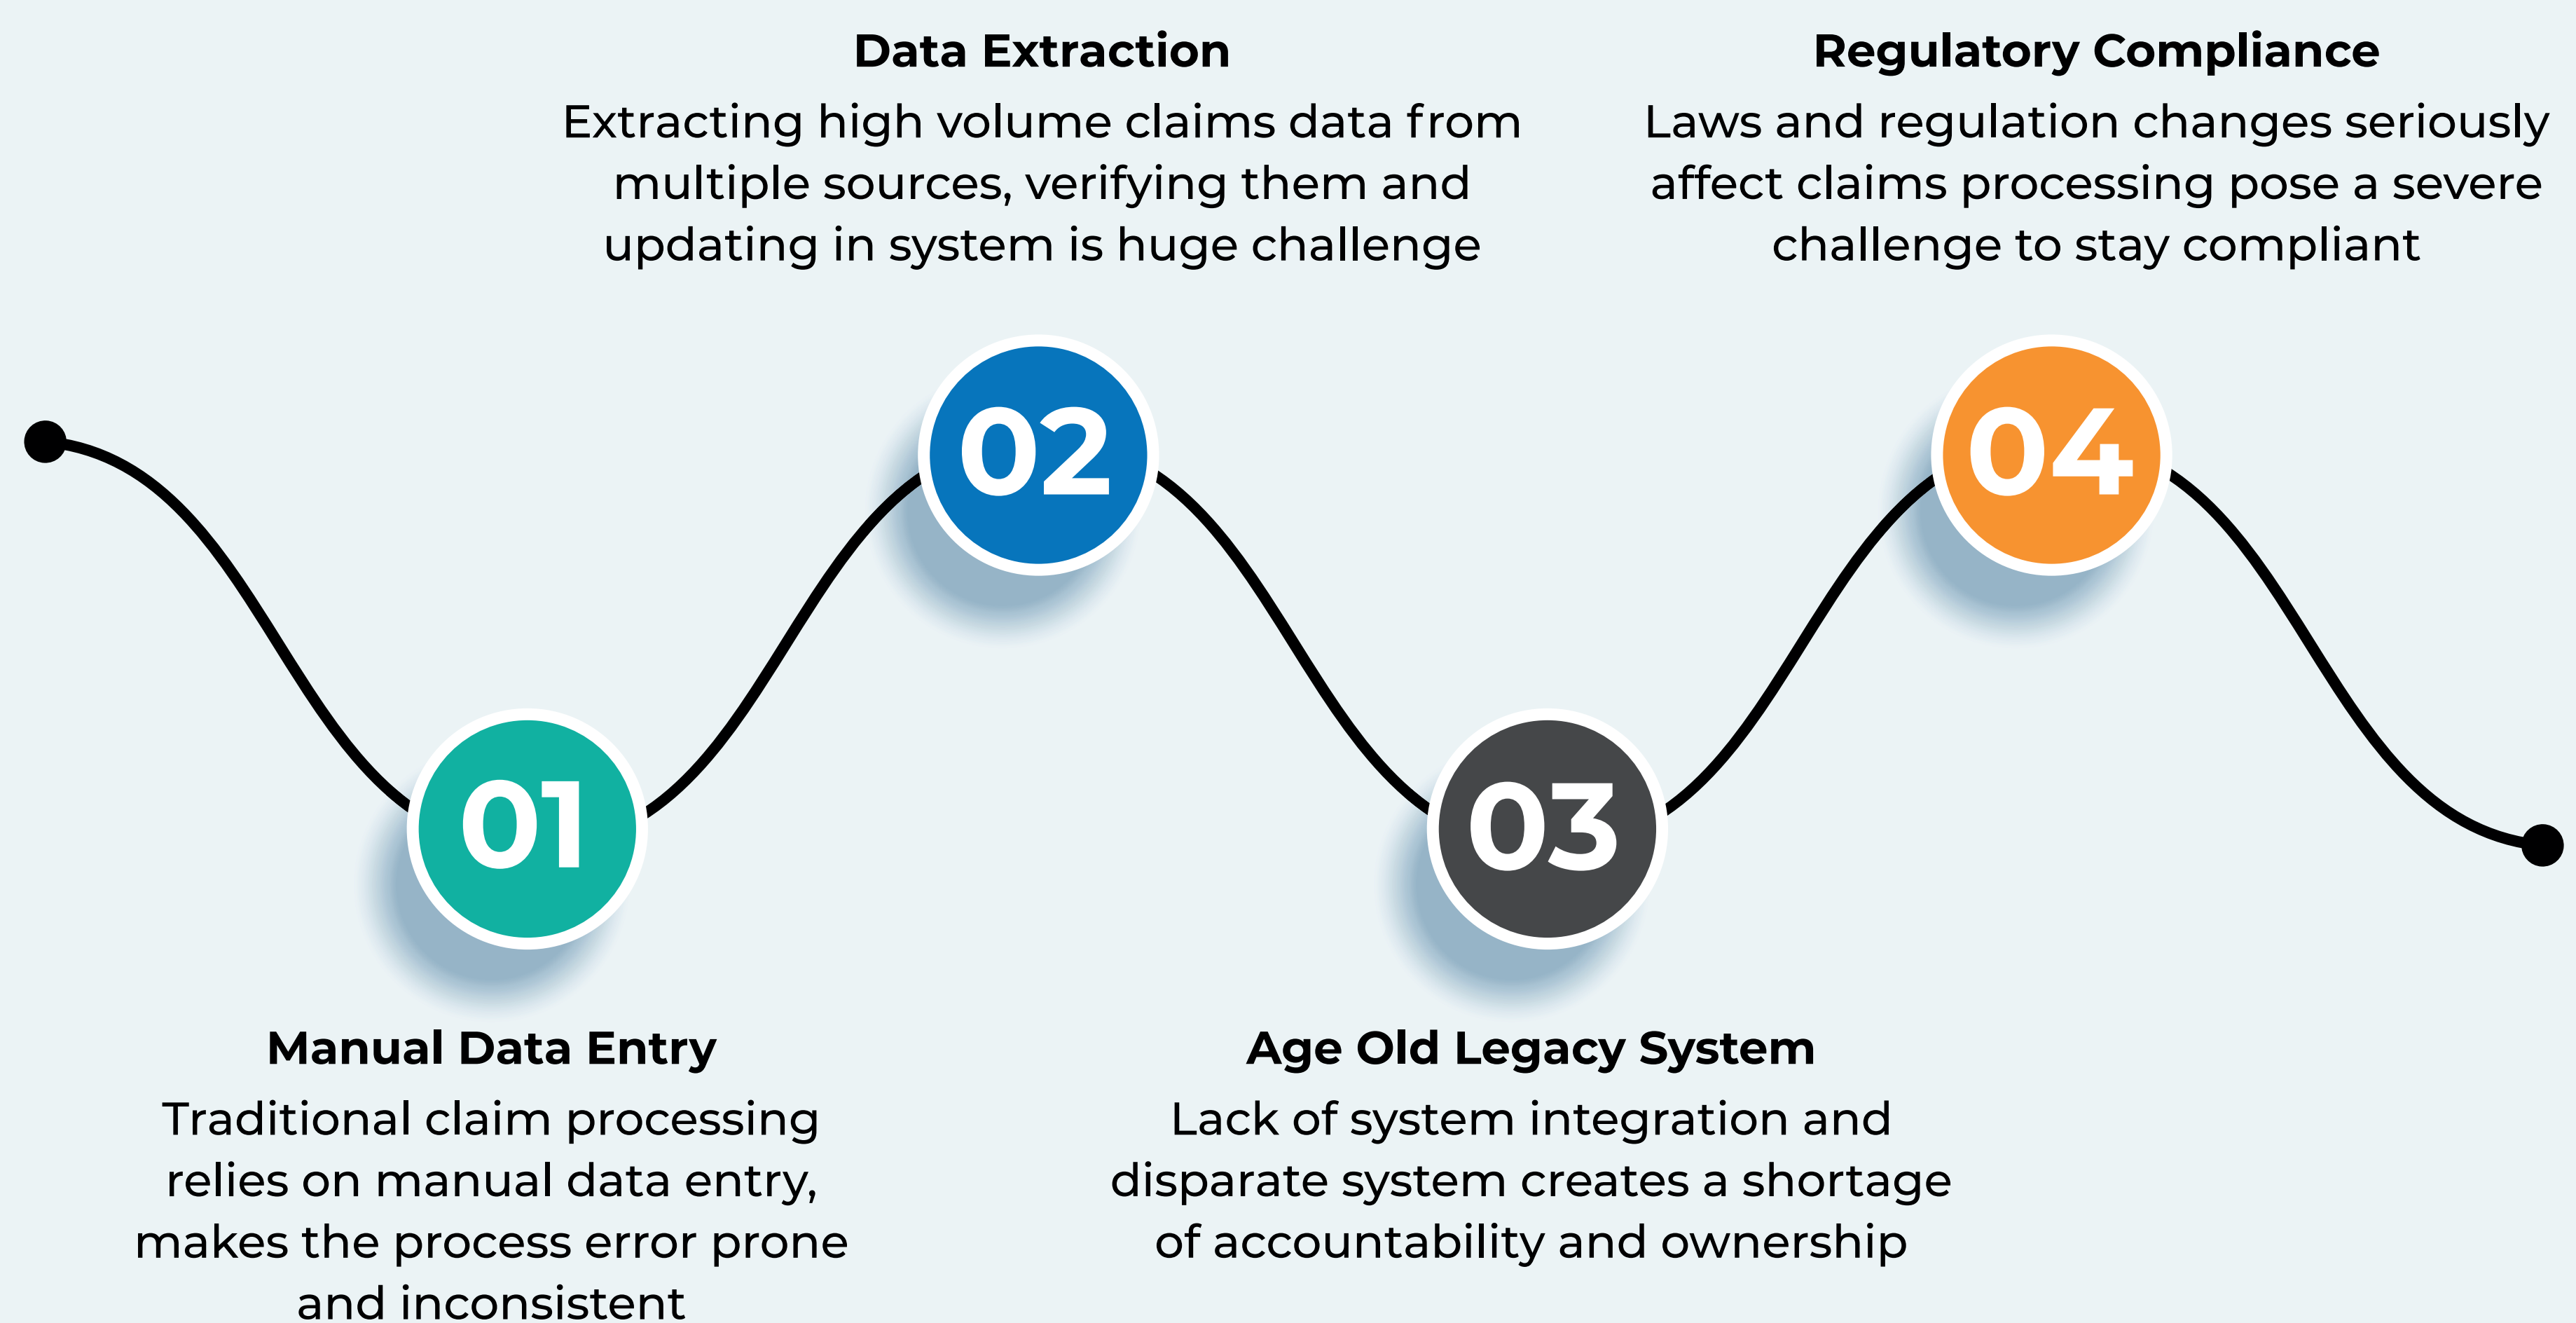 Data Extraction
Extracting high volume claims data from
multiple sources, verifying them and
updating in system is huge challenge
Regulatory Compliance
Laws and regulation changes seriously
affect claims processing pose a severe
challenge to stay compliant
02
04
01
03
Manual Data Entry
Traditional claim processing
relies on manual data entry,
makes the process error prone
and inconsistent
Age Old Legacy System
Lack of system integration and
disparate system creates a shortage
of accountability and ownership